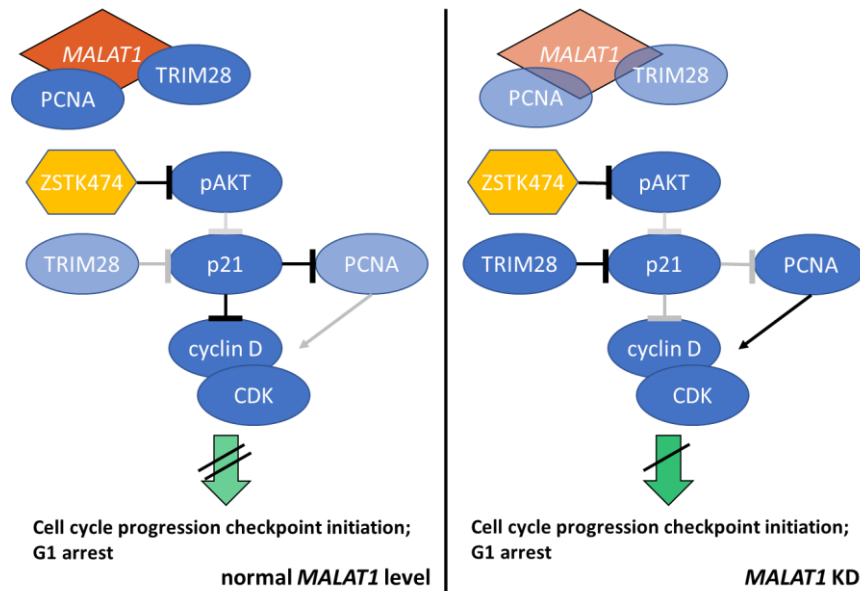 MALAT1
TRIM28
PCNA
ZSTK474
pAKT
TRIM28
p21
PCNA
cyclin D
CDK
Cell cycle progression checkpoint initiation;
G1 arrest
normal MALAT1 level
MALAT1
TRIM28
PCNA
ZSTK474
pAKT
TRIM28
p21
PCNA
cyclin D
CDK
Cell cycle progression checkpoint initiation;
G1 arrest
MALAT1 KD